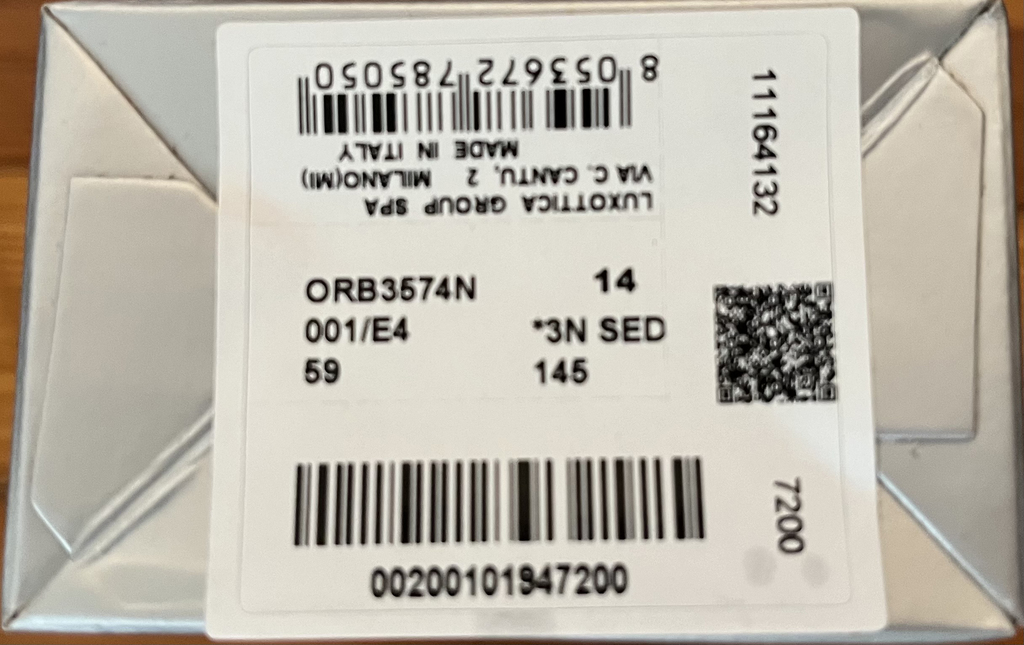 8 053672 785050
MADE IN ITALY
VIA C. CANTU, 2 MILANO(MI)
LUXOTTICA GROUP SPA
ORB3574N 14
001/E4 *3N SED
59 145
00200101947200
111641132
7200